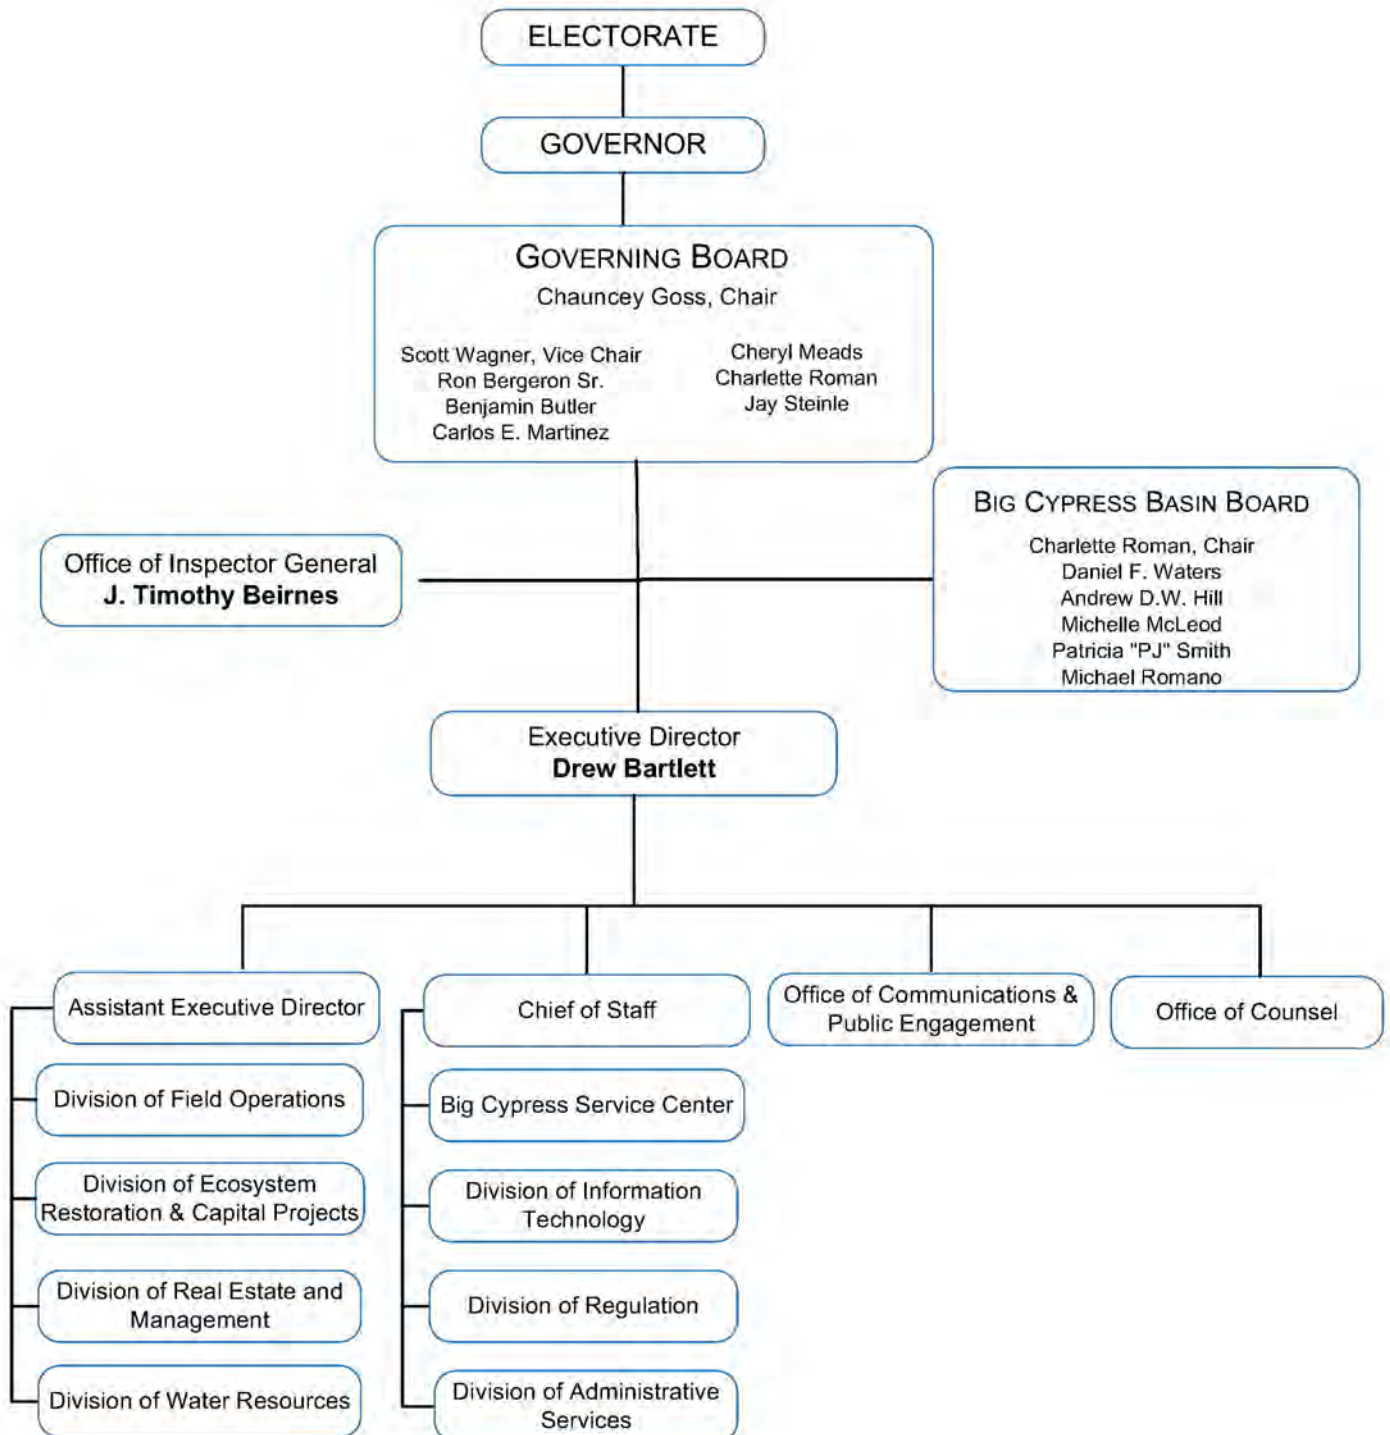 ELECTORATE
GOVERNOR
GOVERNING BOARD
Chauncey Goss, Chair
Scott Wagner, Vice Chair
Ron Bergeron Sr.
Benjamin Butler
Carlos E. Martinez
Cheryl Meads
Charlette Roman
Jay Steinle
BIG CYPRESS BASIN BOARD
Charlette Roman, Chair
Daniel F. Waters
Andrew D.W. Hill
Michelle McLeod
Patricia "PJ" Smith
Michael Romano
Office of Inspector General
J. Timothy Beirnes
Executive Director
Drew Bartlett
Assistant Executive Director
Division of Field Operations
Division of Ecosystem
Restoration & Capital Projects
Division of Real Estate and
Management
Division of Water Resources
Chief of Staff
Big Cypress Service Center
Division of Information
Technology
Division of Regulation
Division of Administrative
Services
Office of Communications &
Public Engagement
Office of Counsel